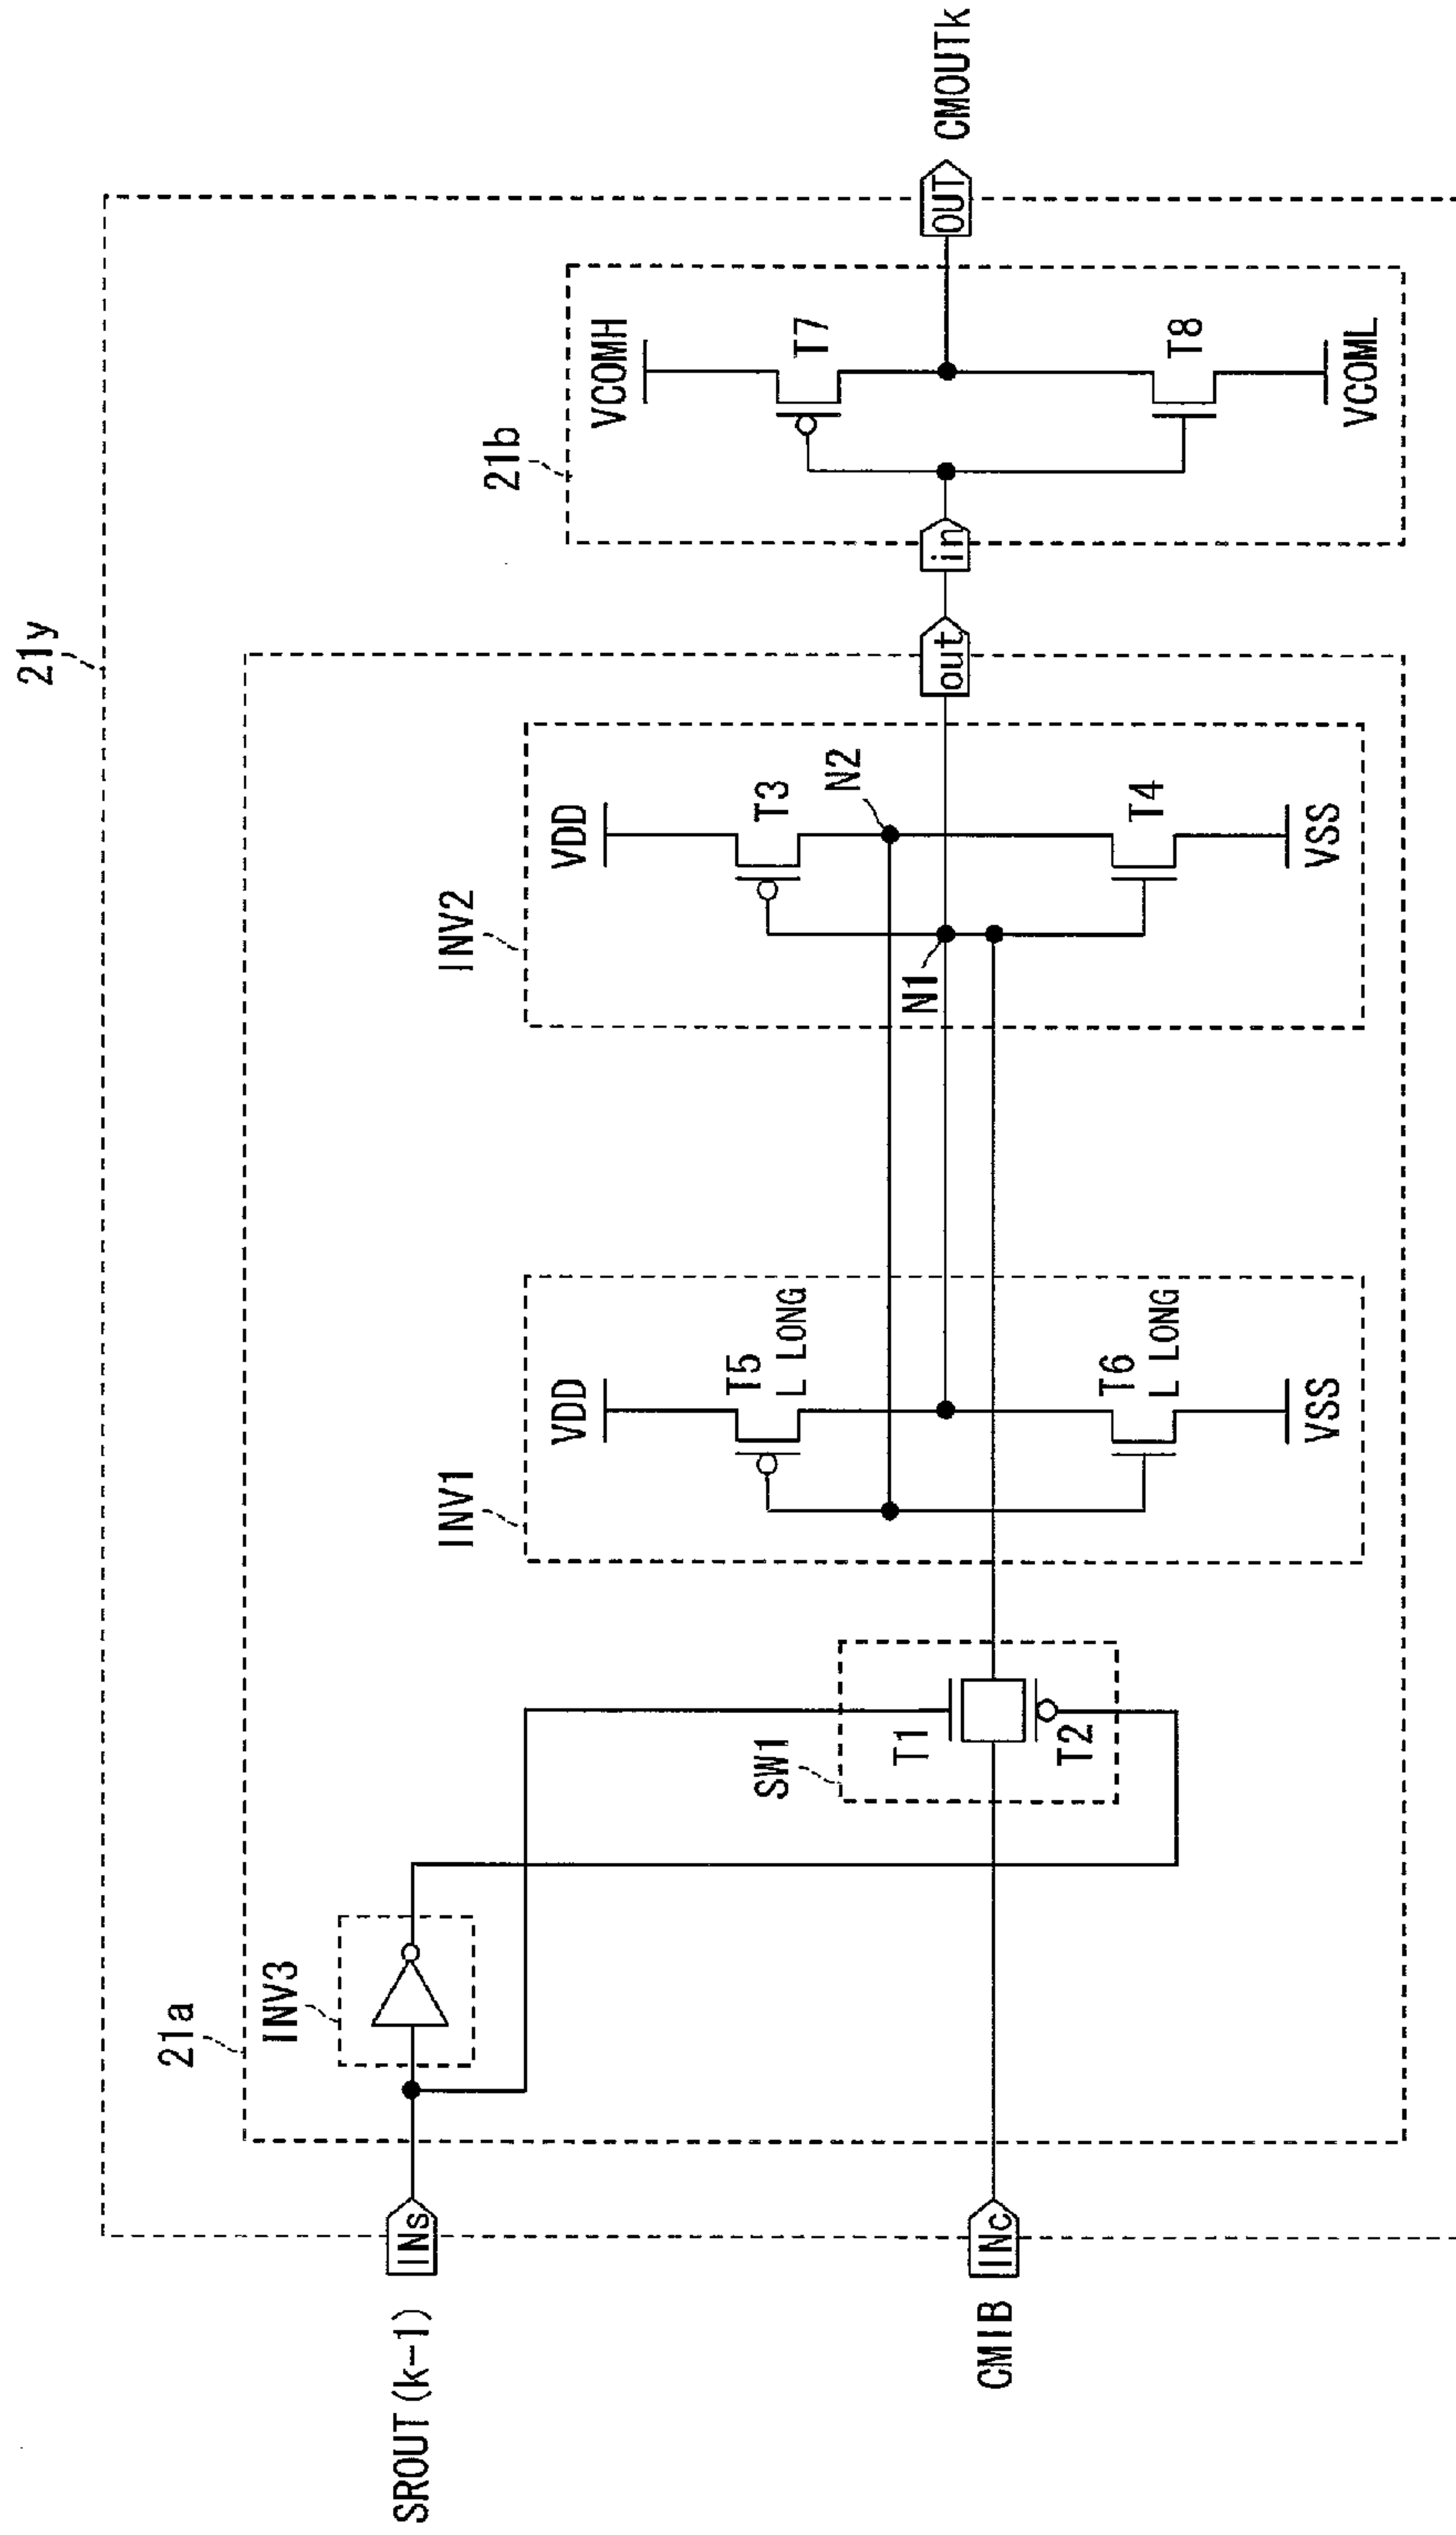 21y
21a
INV3
INV1
INV2
21b
SROUT(k-1)
INs
CMIB
INc
SW1
T1
T2
VDD
T5
L LONG
T6
L LONG
VSS
VDD
T3
N2
N1
T4
VSS
out
in
VCOMH
T7
T8
VCOML
OUT
CMOUTk